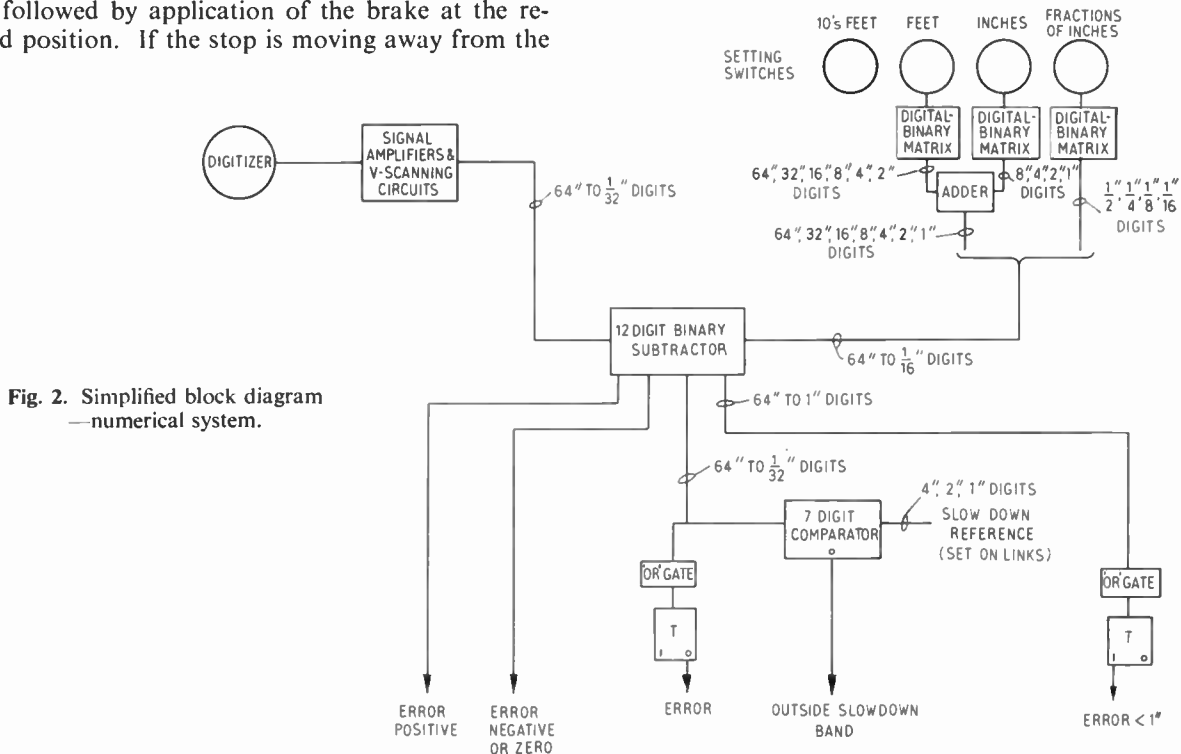 followed by application of the brake at the re-
d position. If the stop is moving away from the
SETTING
SWITCHES
10's FEET
FEET
INCHES
FRACTIONS
OF INCHES
DIGITAL-
BINARY
MATRIX
DIGITAL-
BINARY
MATRIX
DIGITAL-
BINARY
MATRIX
DIGITIZER
SIGNAL
AMPLIFIERS &
V-SCANNING
CIRCUITS
64" TO 1/32" DIGITS
64", 32", 16", 8", 4", 2"
DIGITS
ADDER
8", 4", 2", 1"
DIGITS
1/2", 1/4", 1/8", 1/16"
DIGITS
64", 32", 16", 8", 4", 2", 1"
DIGITS
12 DIGIT BINARY
SUBTRACTOR
64" TO 1/16" DIGITS
Fig. 2. Simplified block diagram
—numerical system.
64" TO 1" DIGITS
64" TO 1/32" DIGITS
7 DIGIT
COMPARATOR
O
4", 2", 1" DIGITS
SLOW DOWN
REFERENCE
(SET ON LINKS)
'OR' GATE
T
1 0
'OR' GATE
T
1 0
ERROR
POSITIVE
ERROR
NEGATIVE
OR ZERO
ERROR
OUTSIDE SLOWDOWN
BAND
ERROR < 1"